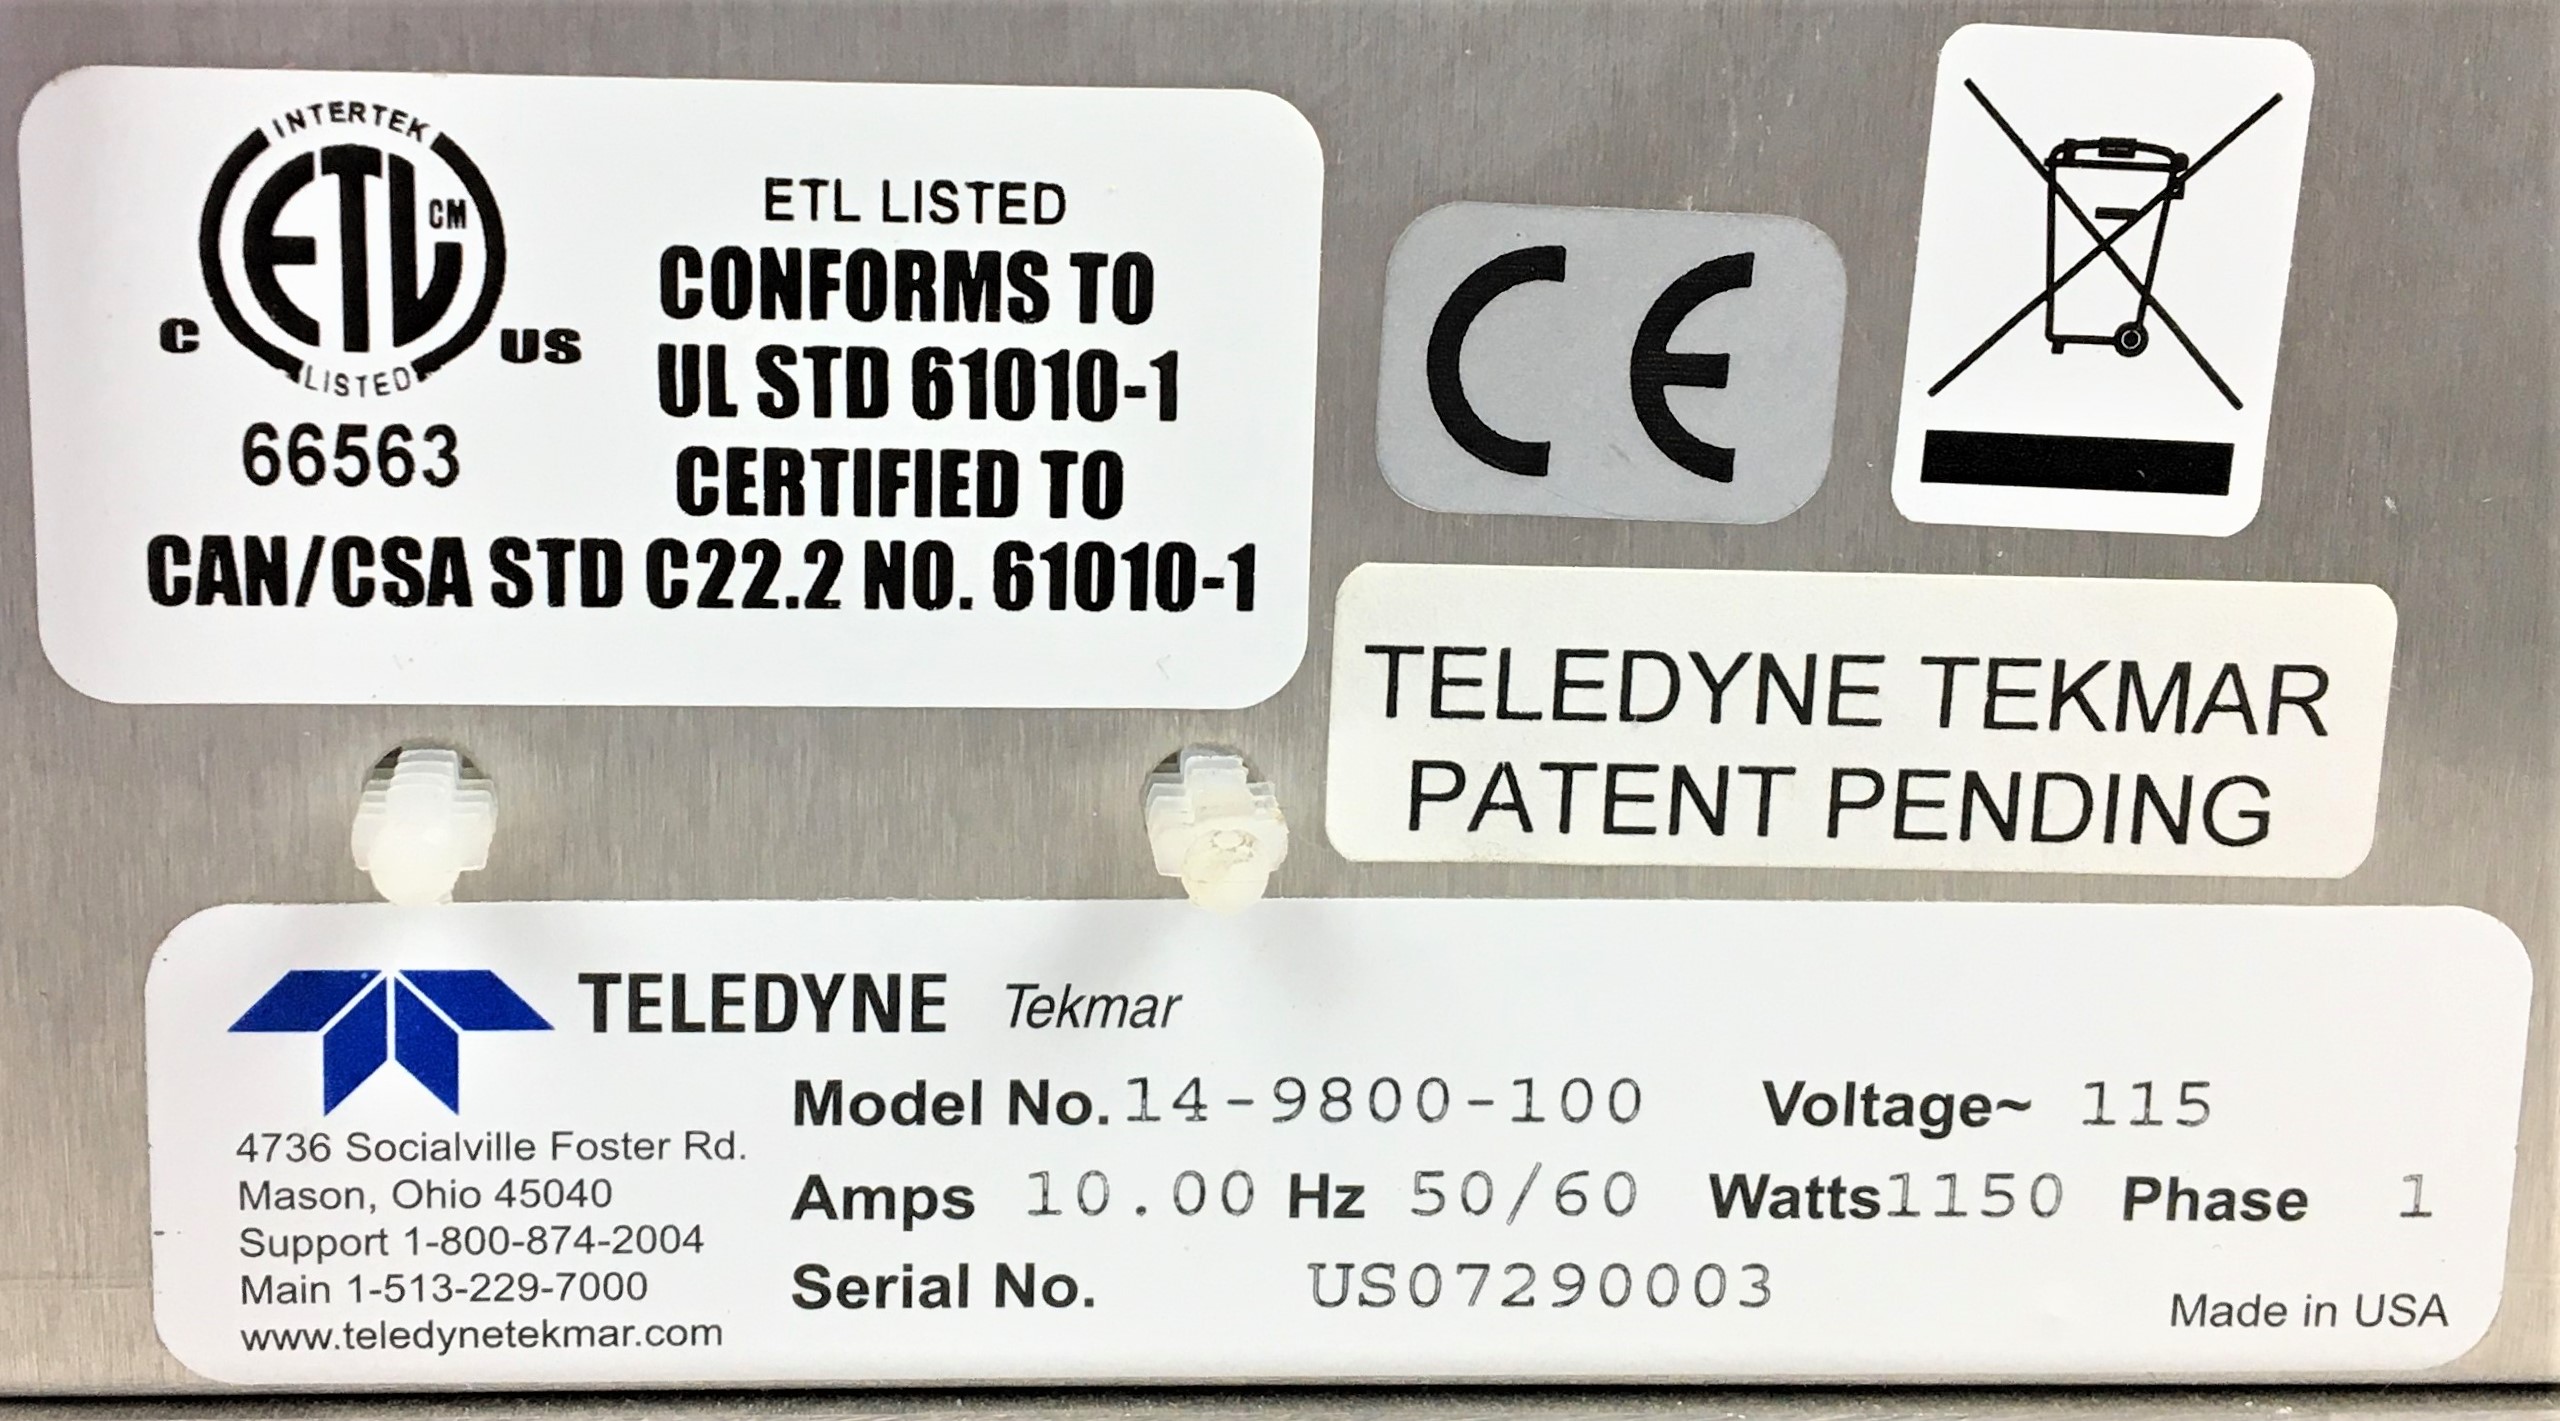 INTERTEK
ETL CM
C US
LISTED
66563
ETL LISTED
CONFORMS TO
UL STD 61010-1
CERTIFIED TO
CAN/CSA STD C22.2 NO. 61010-1
CE
TELEDYNE TEKMAR
PATENT PENDING
TELEDYNE Tekmar
4736 Socialville Foster Rd.
Mason, Ohio 45040
Support 1-800-874-2004
Main 1-513-229-7000
www.teledynetekmar.com
Model No. 14-9800-100 Voltage~ 115
Amps 10.00 Hz 50/60 Watts 1150 Phase 1
Serial No. US07290003
Made in USA